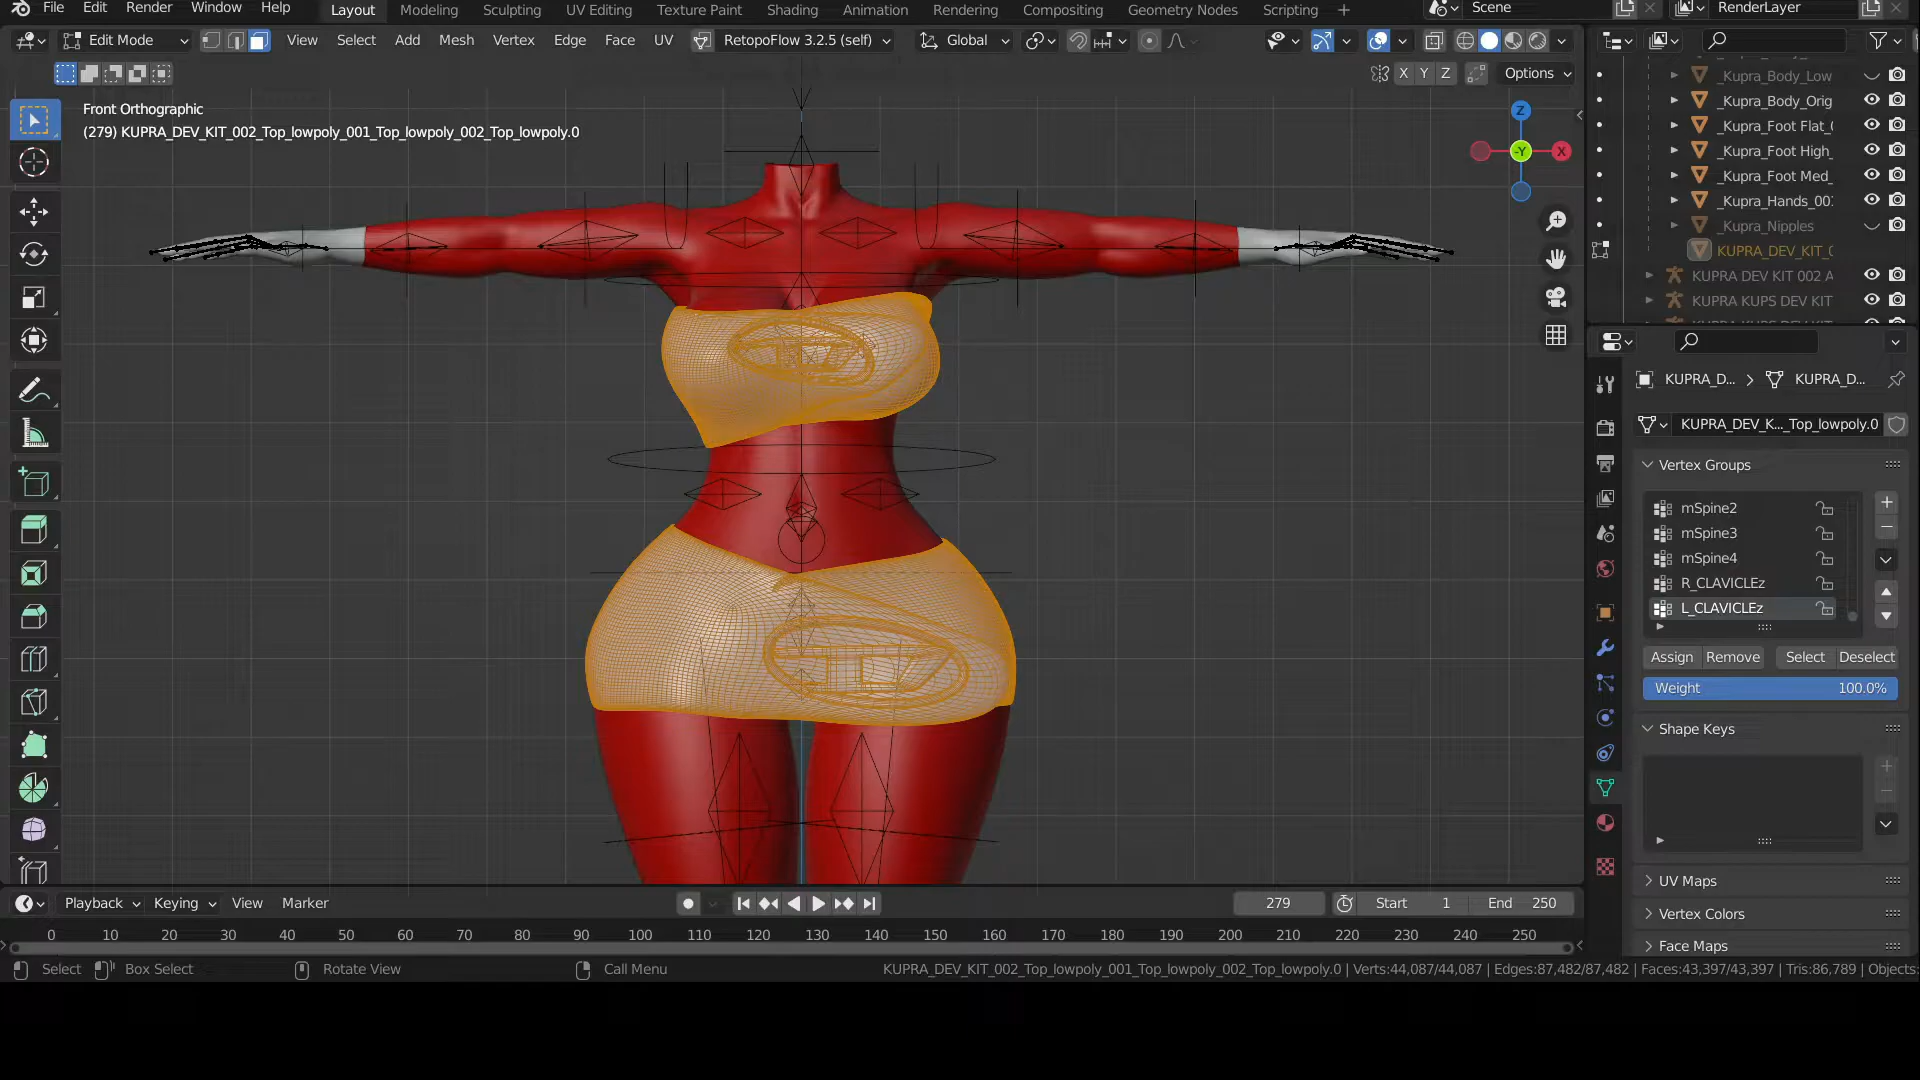 File Edit Render Window Help Layout Modeling Sculpting UV Editing Texture Paint Shading Animation Rendering Compositing Geometry Nodes Scripting + Scene RenderLayer
Edit Mode View Select Add Mesh Vertex Edge Face UV RetopoFlow 3.2.5 (self) Global
X Y Z Options
Front Orthographic
(279) KUPRA_DEV_KIT_002_Top_lowpoly_001_Top_lowpoly_002_Top_lowpoly.0
Z
-Y
X
_Kupra_Body_Low
_Kupra_Body_Orig
_Kupra_Foot Flat_
_Kupra_Foot High_
_Kupra_Foot Med_
_Kupra_Hands_00
_Kupra_Nipples
KUPRA_DEV_KIT_
KUPRA DEV KIT 002 A
KUPRA KUPS DEV KIT
KUPRA_D... > KUPRA_D...
KUPRA_DEV_K..._Top_lowpoly.0
Vertex Groups
mSpine2
mSpine3
mSpine4
R_CLAVICLEz
L_CLAVICLEz
Assign Remove Select Deselect
Weight 100.0%
Shape Keys
UV Maps
Vertex Colors
Face Maps
Playback Keying View Marker 279 Start 1 End 250
0 10 20 30 40 50 60 70 80 90 100 110 120 130 140 150 160 170 180 190 200 210 220 230 240 250
Select Box Select Rotate View Call Menu KUPRA_DEV_KIT_002_Top_lowpoly_001_Top_lowpoly_002_Top_lowpoly.0 | Verts:44,087/44,087 | Edges:87,482/87,482 | Faces:43,397/43,397 | Tris:86,789 | Objects: